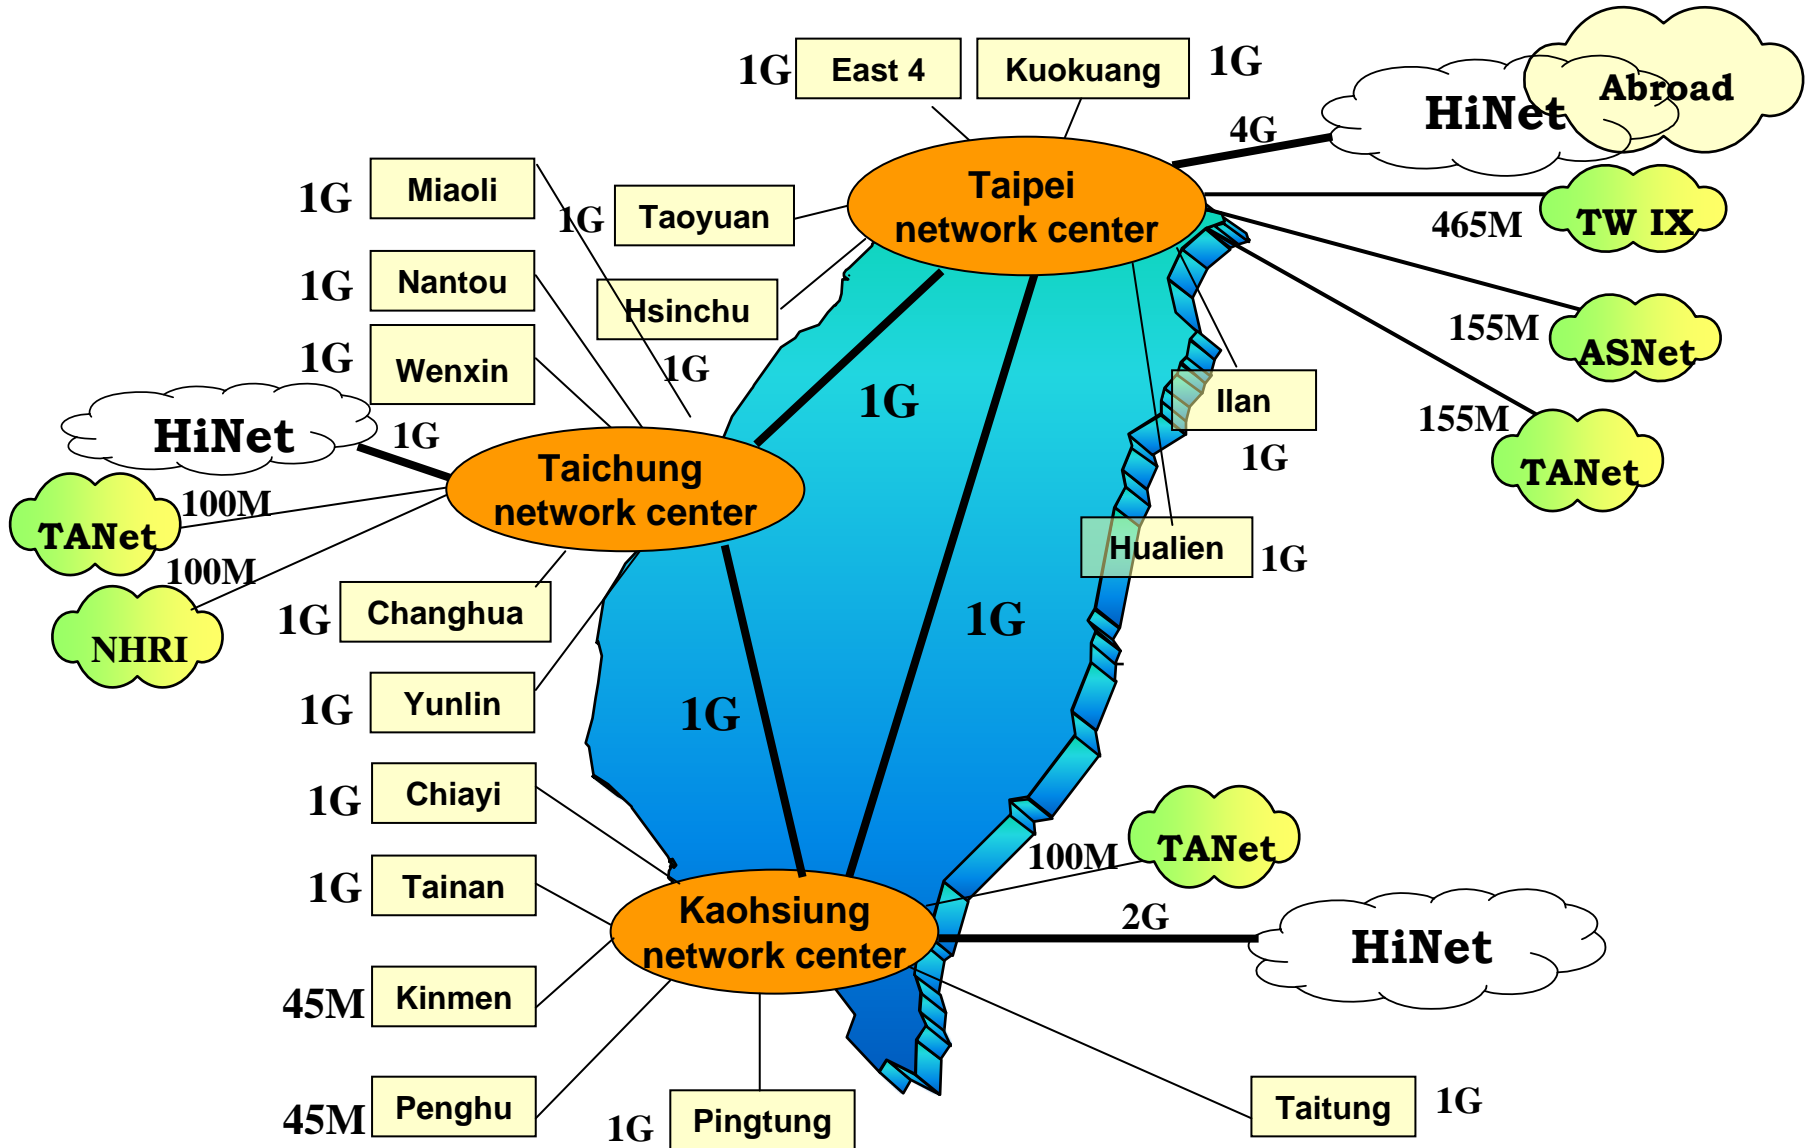 1G
East 4
Kuokuang
1G
Abroad
HiNet
4G
1G
Miaoli
1G
Taoyuan
Taipei
network center
465M
TW IX
1G
Nantou
Hsinchu
155M
ASNet
1G
Wenxin
1G
1G
Ilan
1G
155M
TANet
HiNet
1G
Taichung
network center
TANet
100M
100M
NHRI
Hualien
1G
1G
Changhua
1G
1G
Yunlin
1G
1G
Chiayi
TANet
100M
1G
Tainan
Kaohsiung
network center
2G
HiNet
45M
Kinmen
45M
Penghu
1G
Pingtung
Taitung
1G